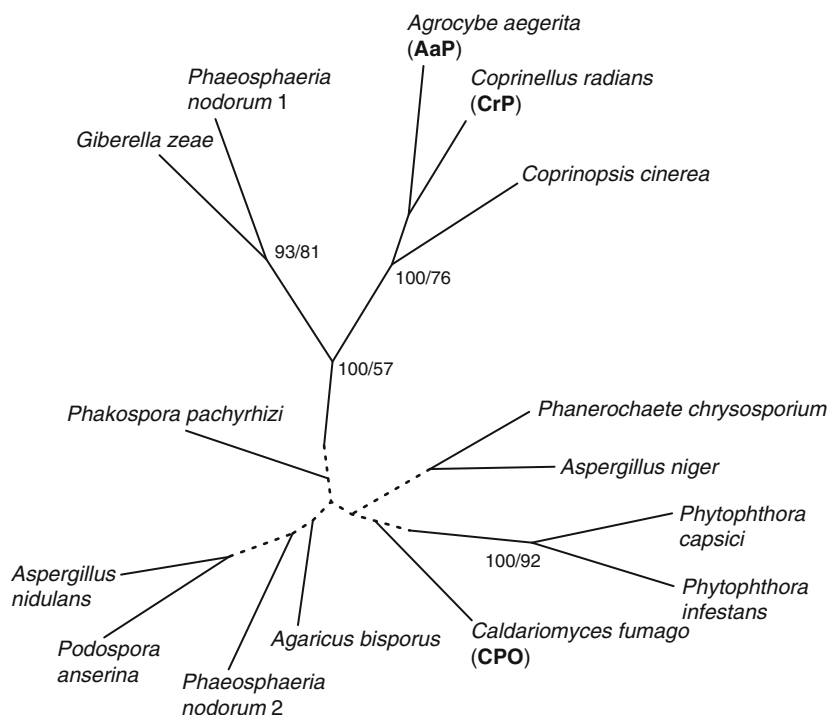 Agrocybe aegerita
(AaP)
Phaeosphaeria
nodorum 1
Coprinellus radians
(CrP)
Giberella zeae
Coprinopsis cinerea
93/81
100/76
100/57
Phakospora pachyrhizi
Phanerochaete chrysosporium
Aspergillus niger
Phytophthora
capsici
100/92
Aspergillus
nidulans
Phytophthora
infestans
Podospora
anserina
Agaricus bisporus
Caldariomyces fumago
(CPO)
Phaeosphaeria
nodorum 2